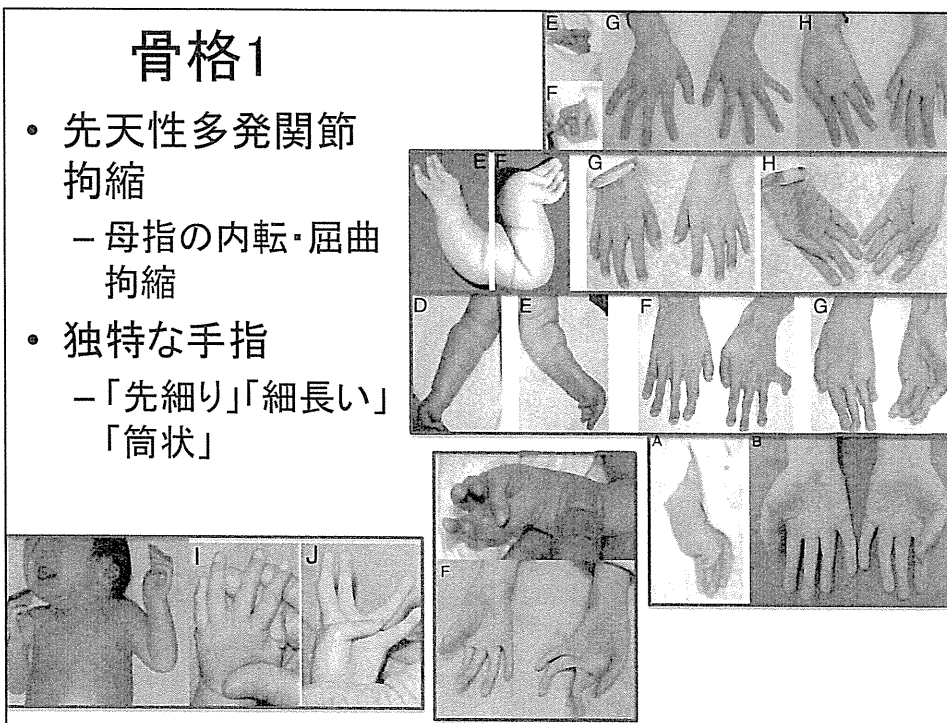 骨格1
• 先天性多発関節
拘縮
– 母指の内転・屈曲
拘縮
• 独特な手指
–「先細り」「細長い」
「筒状」
E G H
F
E F G H
D E F G
A B
I J
F